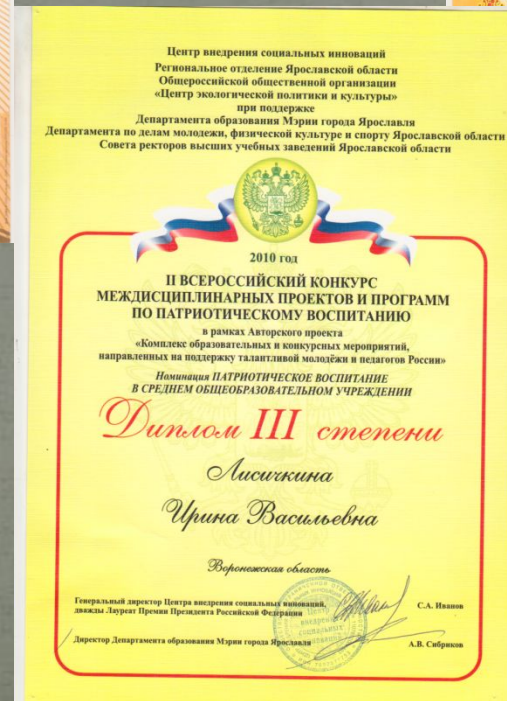 Центр внедрения социальных инноваций
Региональное отделение Ярославской области
Общероссийской общественной организации
«Центр экологической политики и культуры»
при поддержке
Департамента образования Мэрии города Ярославля
Департамента по делам молодежи, физической культуре и спорту Ярославской области
Совета ректоров высших учебных заведений Ярославской области
2010 год
II ВСЕРОССИЙСКИЙ КОНКУРС
МЕЖДИСЦИПЛИНАРНЫХ ПРОЕКТОВ И ПРОГРАММ
ПО ПАТРИОТИЧЕСКОМУ ВОСПИТАНИЮ
в рамках Авторского проекта
«Комплекс образовательных и конкурсных мероприятий,
направленных на поддержку талантливой молодёжи и педагогов России»
Номинация ПАТРИОТИЧЕСКОЕ ВОСПИТАНИЕ
В СРЕДНЕМ ОБЩЕОБРАЗОВАТЕЛЬНОМ УЧРЕЖДЕНИИ
Диплом III степени
Лисичкина
Ирина Васильевна
Воронежская область
Генеральный директор Центра внедрения социальных инноваций,
дважды Лауреат Премии Президента Российской Федерации
С.А. Иванов
Директор Департамента образования Мэрии города Ярославля
А.В. Сибриков
Центр
внедрения
социальных
инноваций